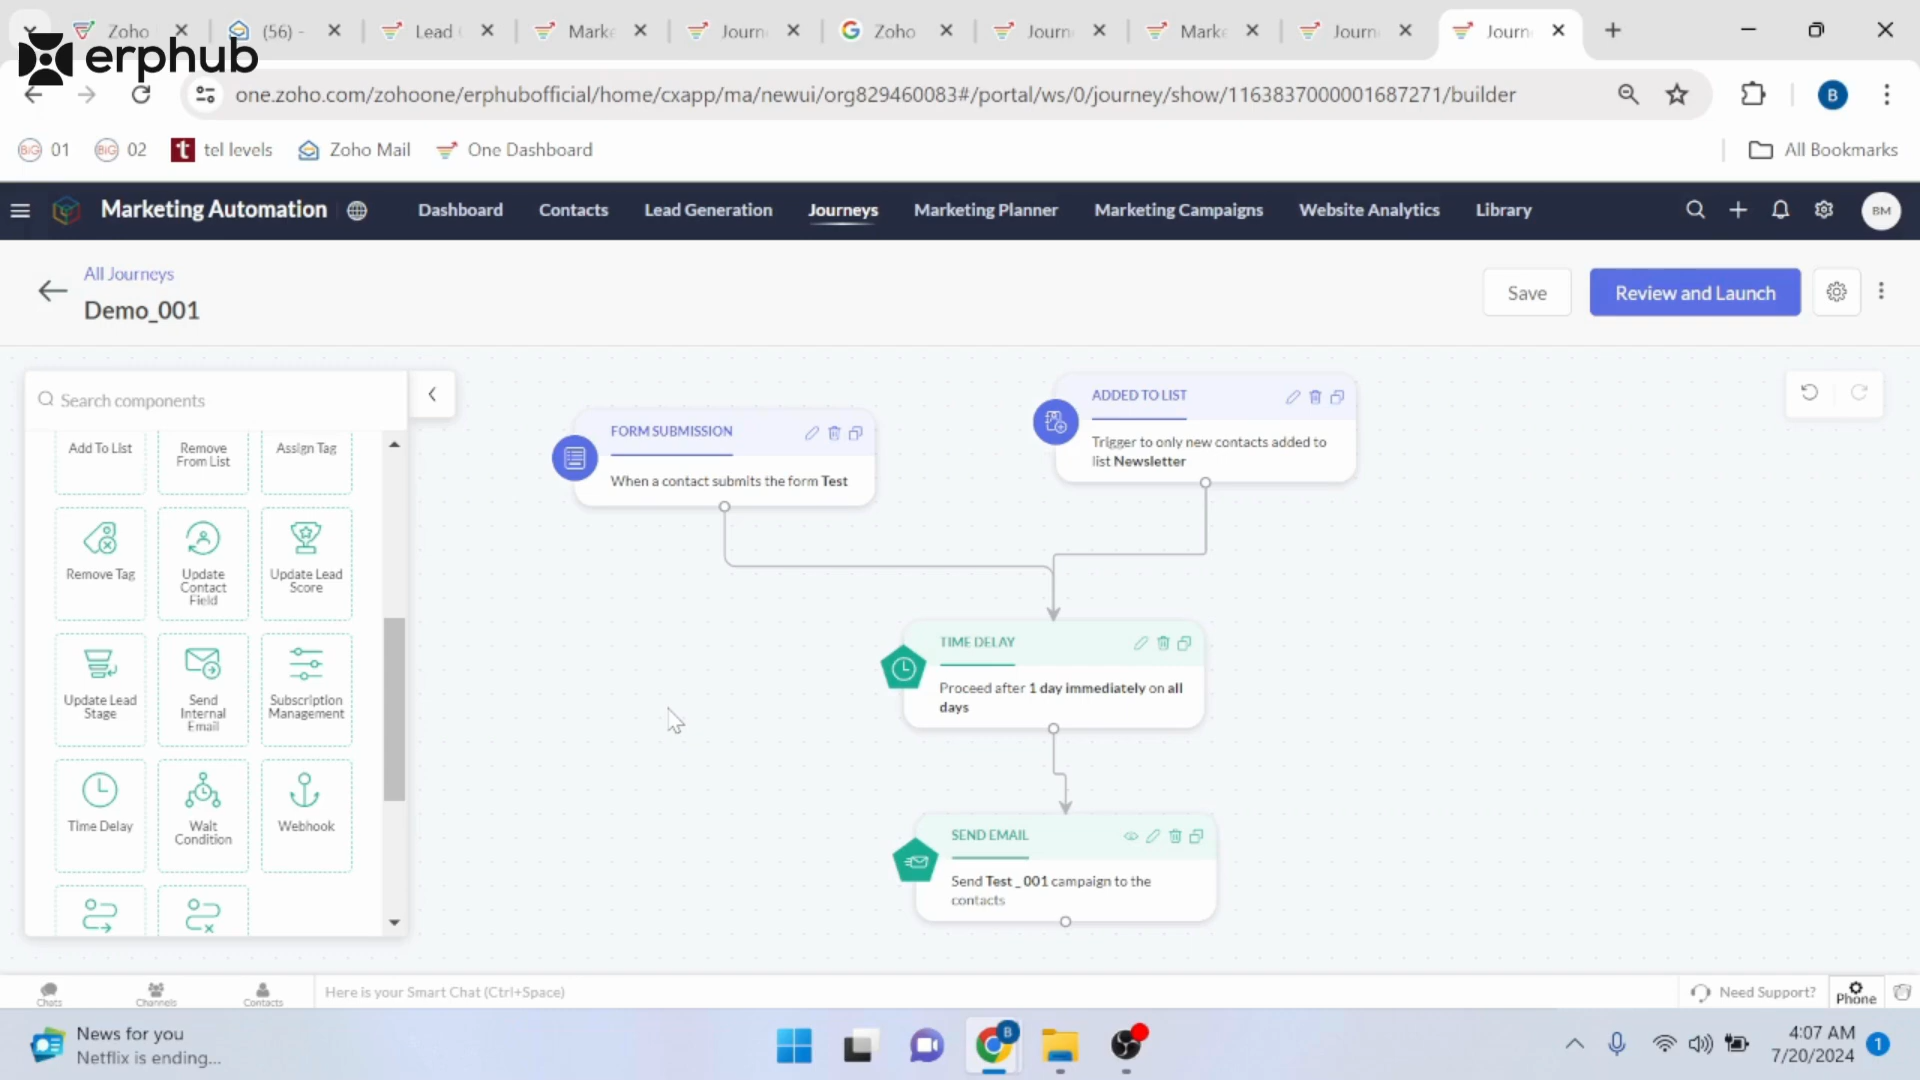 Zoho
(56) -
Lead
Marke
Journ
Zoho
Journ
Marke
Journ
Journ
erphub
one.zoho.com/zohoone/erphubofficial/home/cxapp/ma/newui/org829460083#/portal/ws/0/journey/show/1163837000001687271/builder
B
BIG 01
BIG 02
t tel levels
Zoho Mail
One Dashboard
All Bookmarks
Marketing Automation
Dashboard
Contacts
Lead Generation
Journeys
Marketing Planner
Marketing Campaigns
Website Analytics
Library
BM
All Journeys
Demo_001
Save
Review and Launch
Search components
Add To List
Remove
From List
Assign Tag
Remove Tag
Update
Contact
Field
Update Lead
Score
Update Lead
Stage
Send
Internal
Email
Subscription
Management
Time Delay
Wait
Condition
Webhook
FORM SUBMISSION
When a contact submits the form Test
ADDED TO LIST
Trigger to only new contacts added to
list Newsletter
TIME DELAY
Proceed after 1 day immediately on all
days
SEND EMAIL
Send Test _ 001 campaign to the
contacts
Chats
Channels
Contacts
Here is your Smart Chat (Ctrl+Space)
Need Support?
Phone
News for you
Netflix is ending...
B
4:07 AM
7/20/2024
1